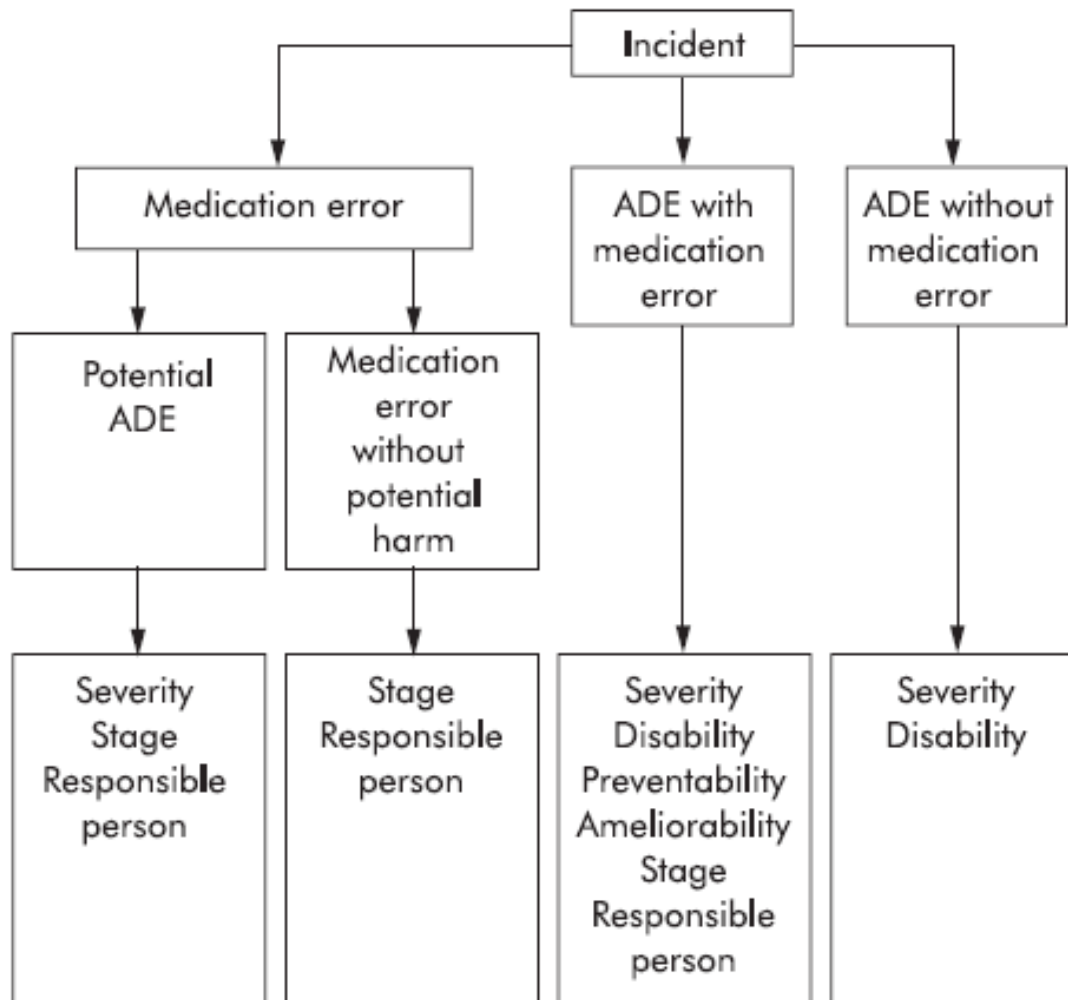 Incident
Medication error
ADE with
medication
error
ADE without
medication
error
Potential
ADE
Medication
error
without
potential
harm
Severity
Stage
Responsible
person
Stage
Responsible
person
Severity
Disability
Preventability
Ameliorability
Stage
Responsible
person
Severity
Disability